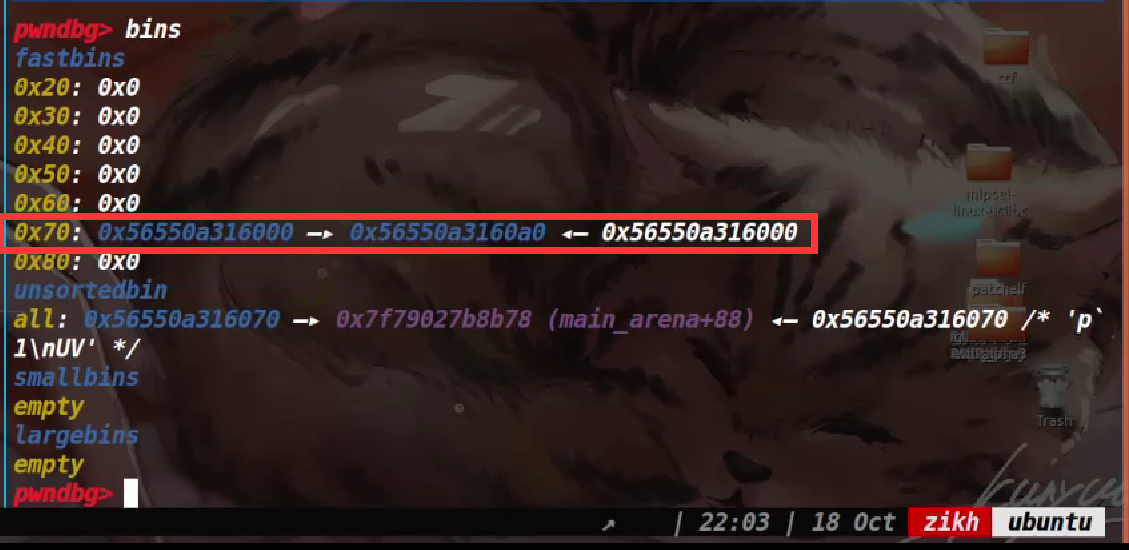 pwndbg> bins
fastbins
0x20: 0x0
0x30: 0x0
0x40: 0x0
0x50: 0x0
0x60: 0x0
0x70: 0x56550a316000 —▸ 0x56550a3160a0 ◂— 0x56550a316000
0x80: 0x0
unsortedbin
all: 0x56550a316070 —▸ 0x7f79027b8b78 (main_arena+88) ◂— 0x56550a316070 /* 'p`
1\nUV' */
smallbins
empty
largebins
empty
pwndbg>
ctf
mipsel-
linux-uclibc
patchelf
Trash
↗ | 22:03 | 18 Oct zikh ubuntu